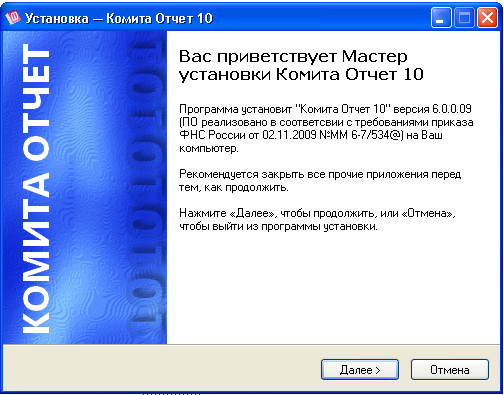 Установка — Комита Отчет 10
КОМИТА ОТЧЕТ
Вас приветствует Мастер
установки Комита Отчет 10
Программа установит "Комита Отчет 10" версия 6.0.0.09
(ПО реализовано в соответсвии с требованиями приказа
ФНС России от 02.11.2009 №ММ 6-7/534@) на Ваш
компьютер.
Рекомендуется закрыть все прочие приложения перед
тем, как продолжить.
Нажмите «Далее», чтобы продолжить, или «Отмена»,
чтобы выйти из программы установки.
Далее >
Отмена